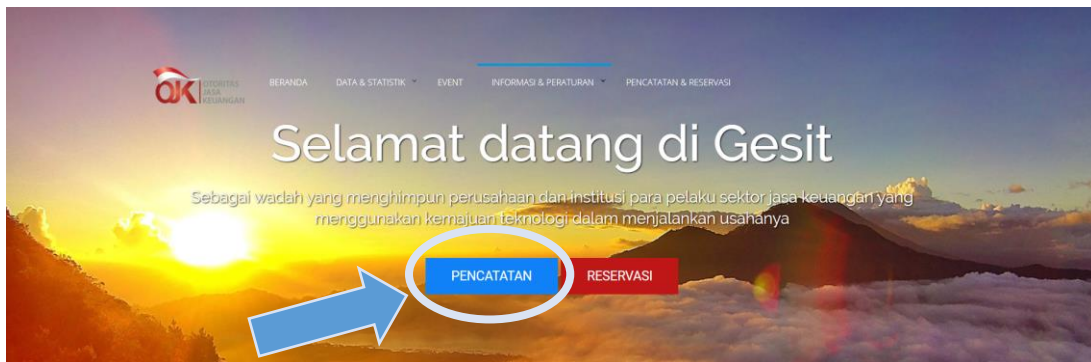 OJK OTORITAS JASA KEUANGAN
BERANDA DATA & STATISTIK EVENT INFORMASI & PERATURAN PENCATATAN & RESERVASI
Selamat datang di Gesit
Sebagai wadah yang menghimpun perusahaan dan institusi para pelaku sektor jasa keuangan yang
menggunakan kemajuan teknologi dalam menjalankan usahanya
PENCATATAN RESERVASI